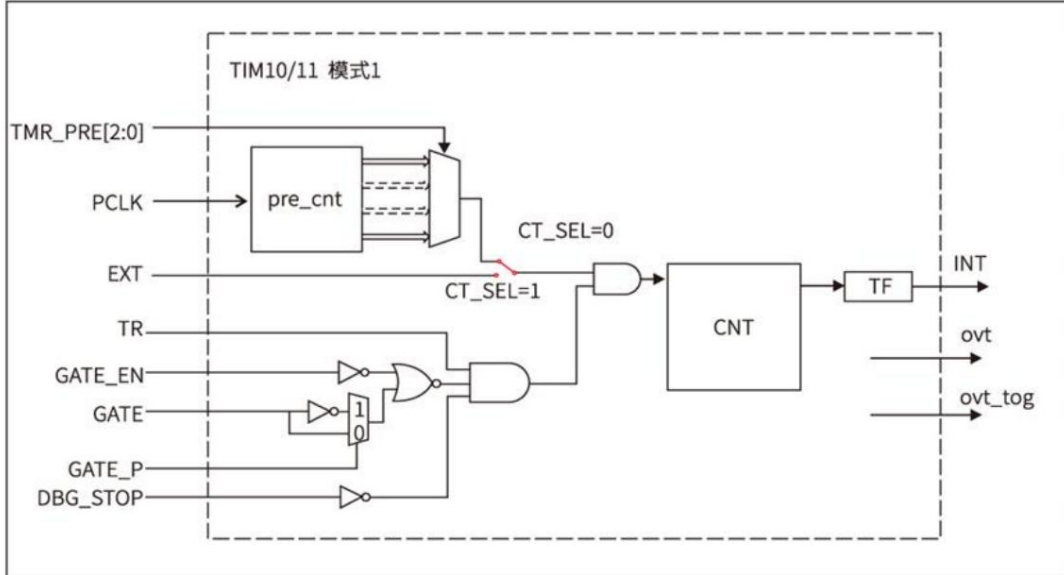 TIM10/11 模式1
TMR_PRE[2:0]
PCLK
pre_cnt
CT_SEL=0
EXT
CT_SEL=1
INT
TF
CNT
TR
ovt
GATE_EN
GATE
1
0
ovt_tog
GATE_P
DBG_STOP